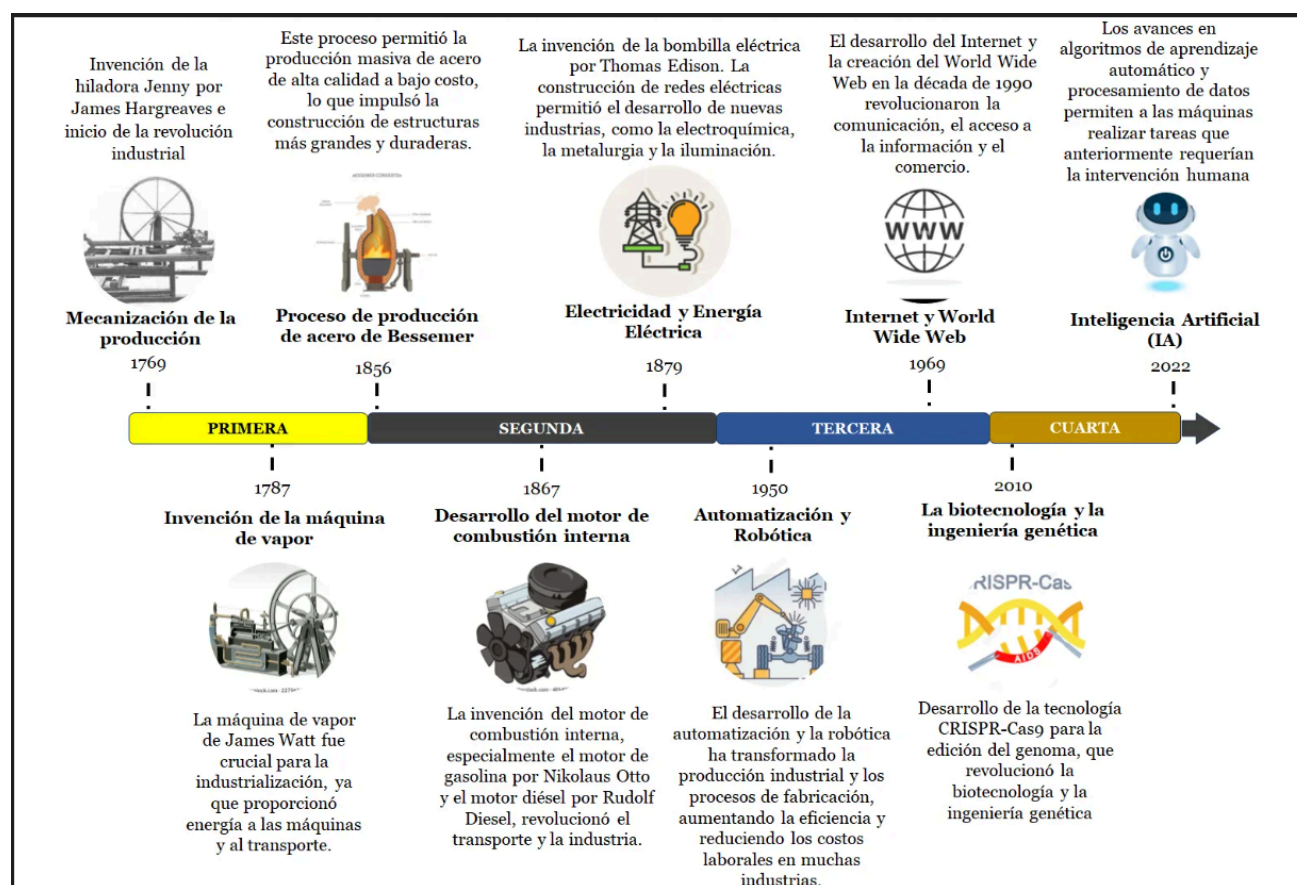 Invención de la
hiladora Jenny por
James Hargreaves e
inicio de la revolución
industrial
Mecanización de la
producción
1769
Este proceso permitió la
producción masiva de acero
de alta calidad a bajo costo,
lo que impulsó la
construcción de estructuras
más grandes y duraderas.
Proceso de producción
de acero de Bessemer
1856
La invención de la bombilla eléctrica
por Thomas Edison. La
construcción de redes eléctricas
permitió el desarrollo de nuevas
industrias, como la electroquímica,
la metalurgia y la iluminación.
Electricidad y Energía
Eléctrica
1879
El desarrollo del Internet y
la creación del World Wide
Web en la década de 1990
revolucionaron la
comunicación, el acceso a
la información y el
comercio.
WWW
Internet y World
Wide Web
1969
Los avances en
algoritmos de aprendizaje
automático y
procesamiento de datos
permiten a las máquinas
realizar tareas que
anteriormente requerían
la intervención humana
Inteligencia Artificial
(IA)
2022
PRIMERA
SEGUNDA
TERCERA
CUARTA
1787
Invención de la máquina
de vapor
La máquina de vapor
de James Watt fue
crucial para la
industrialización, ya
que proporcionó
energía a las máquinas
y al transporte.
1867
Desarrollo del motor de
combustión interna
La invención del motor de
combustión interna,
especialmente el motor de
gasolina por Nikolaus Otto
y el motor diésel por Rudolf
Diesel, revolucionó el
transporte y la industria.
1950
Automatización y
Robótica
El desarrollo de la
automatización y la robótica
ha transformado la
producción industrial y los
procesos de fabricación,
aumentando la eficiencia y
reduciendo los costos
laborales en muchas
industrias.
2010
La biotecnología y la
ingeniería genética
RISPR-Cas
AIDS
Desarrollo de la tecnología
CRISPR-Cas9 para la
edición del genoma, que
revolucionó la
biotecnología y la
ingeniería genética